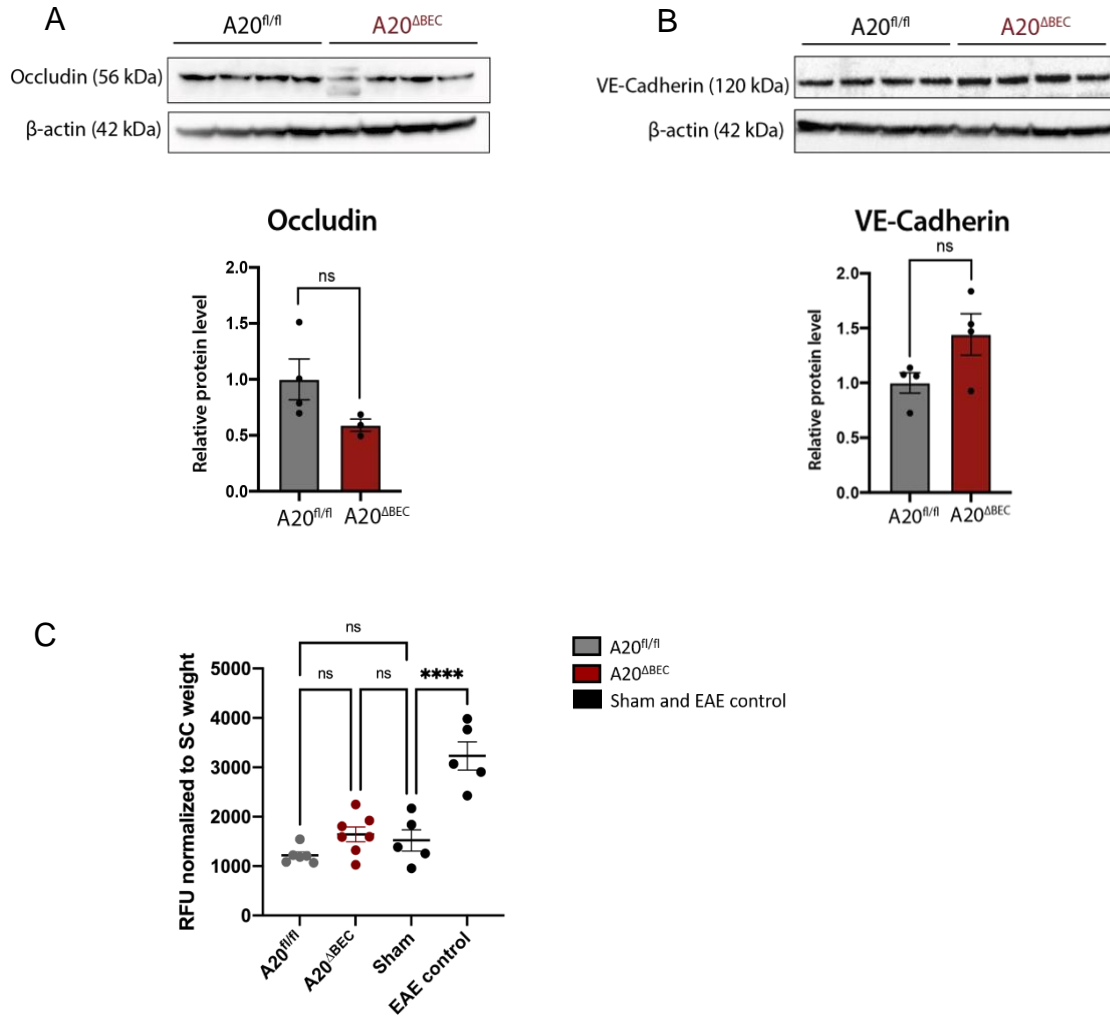 A
A20fl/fl A20ΔBEC
Occludin (56 kDa)
β-actin (42 kDa)
Occludin
ns
Relative protein level
2.0
1.5
1.0
0.5
0.0
A20fl/fl A20ΔBEC
B
A20fl/fl A20ΔBEC
VE-Cadherin (120 kDa)
β-actin (42 kDa)
VE-Cadherin
ns
Relative protein level
2.0
1.5
1.0
0.5
0.0
A20fl/fl A20ΔBEC
C
ns
ns ns ****
RFU normalized to SC weight
5000
4000
3000
2000
1000
0
A20fl/fl
A20ΔBEC
Sham
EAE control
A20fl/fl
A20ΔBEC
Sham and EAE control